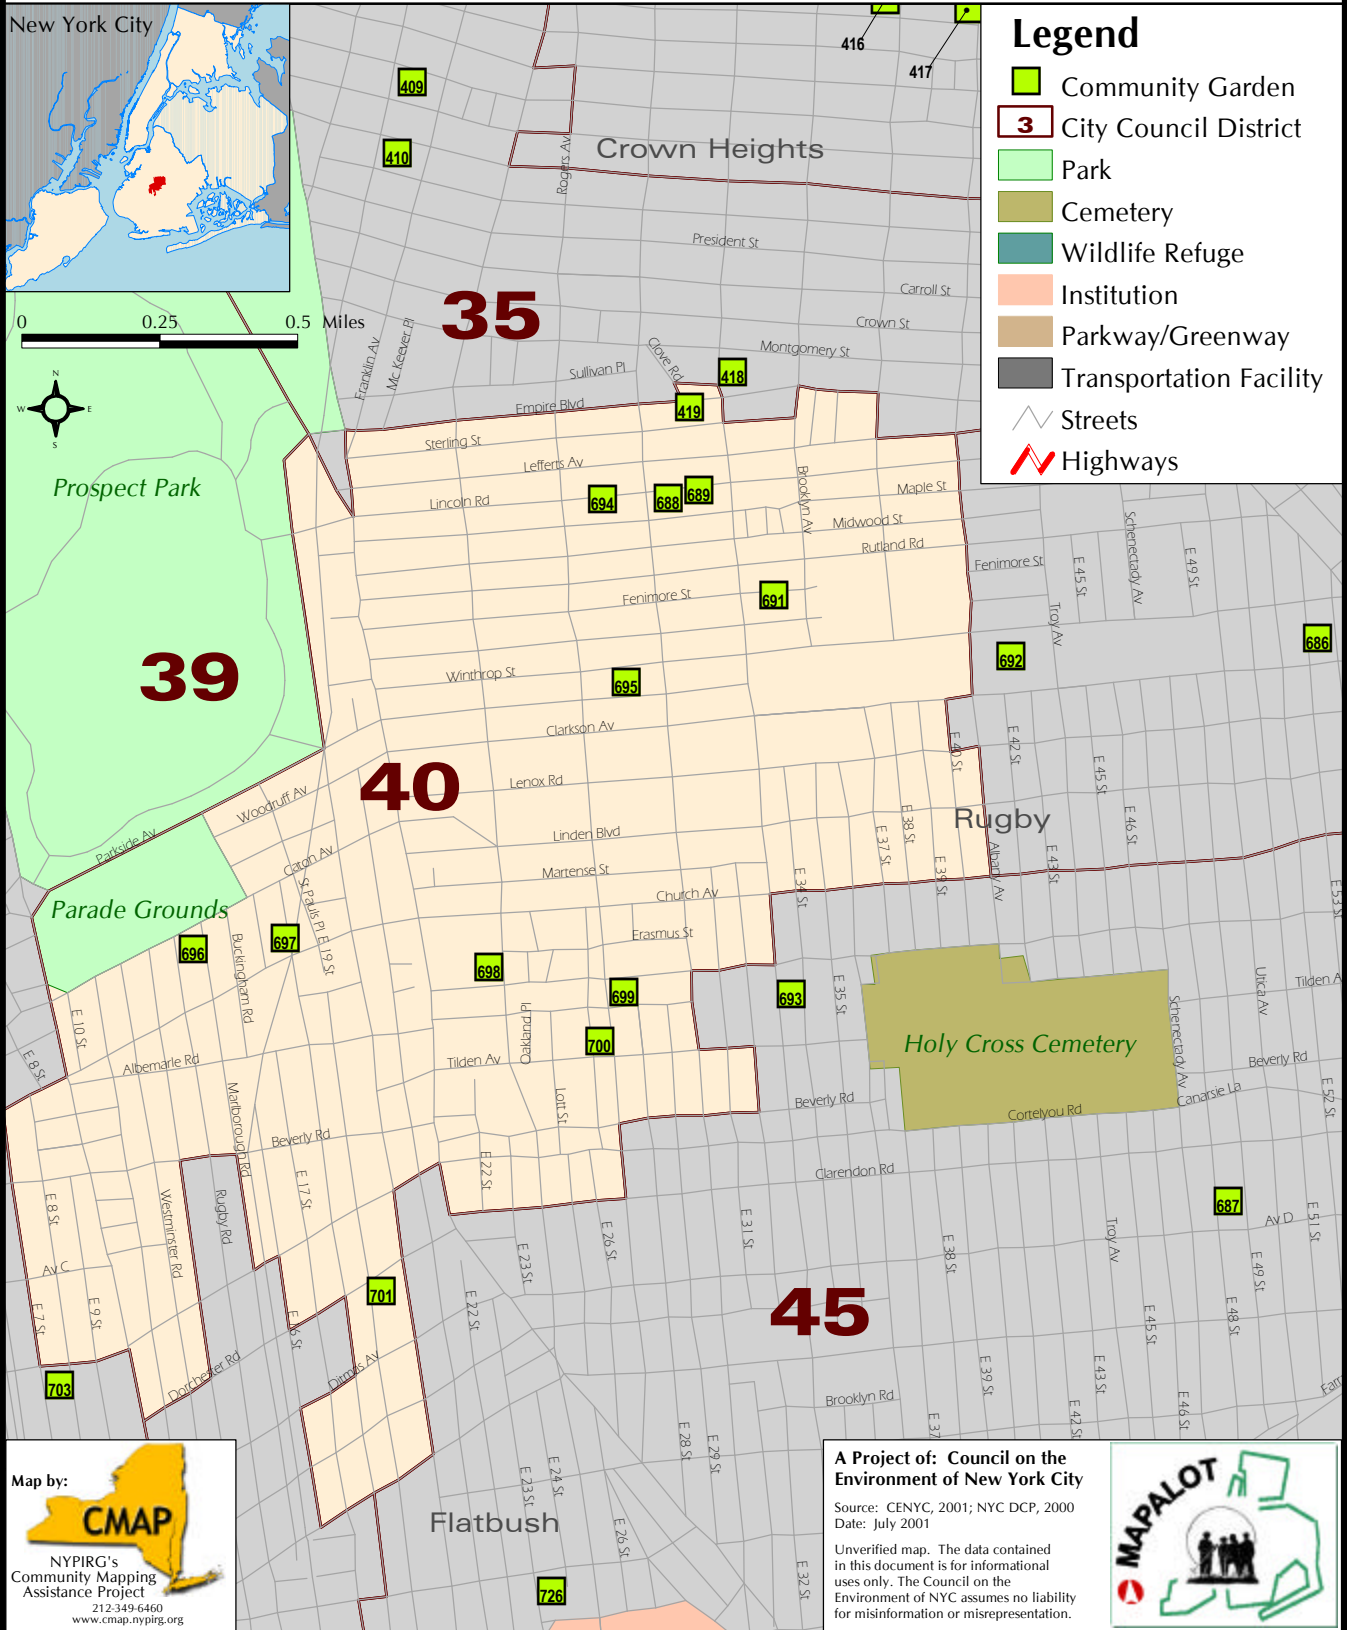 New York City
Legend
Community Garden
3
City Council District
Park
Cemetery
Wildlife Refuge
Institution
Parkway/Greenway
Transportation Facility
Streets
Highways
416
417
409
410
Rogers Av
Crown Heights
President St
Carroll St
Crown St
Montgomery St
35
0 0.25 0.5 Miles
N
W E
S
Franklin Av
Mc Keever Pl
Sullivan Pl
Clove Rd
418
Empire Blvd
419
Sterling St
Lefferts Av
Lincoln Rd
694
688
689
Brooklyn Av
Maple St
Midwood St
Rutland Rd
Prospect Park
Fenimore St
691
Fenimore St
E 45 St
Schenectady Av
E 49 St
Troy Av
692
686
39
Winthrop St
695
Clarkson Av
40
Lenox Rd
Linden Blvd
Martense St
Church Av
Erasmus St
E 40 St
E 42 St
E 45 St
E 46 St
Rugby
E 37 St
E 38 St
E 39 St
E 34 St
Albany Av
E 43 St
E 53 St
Woodruff Av
Parkside Av
Caton Av
St Pauls Pl
E 19 St
Parade Grounds
696
697
Buckingham Rd
698
699
700
693
E 35 St
Holy Cross Cemetery
Schenectady Av
Utica Av
Tilden A
E 10 St
E 8 St
Albemarle Rd
Tilden Av
Oakland Pl
Lott St
Beverly Rd
Cortelyou Rd
Canarsie La
Beverly Rd
E 52 St
Marlborough Rd
Beverly Rd
E 22 St
Clarendon Rd
E 8 St
Westminster Rd
Rugby Rd
E 17 St
687
Av D
E 51 St
Av C
E 7 St
E 9 St
E 16 St
701
E 22 St
E 23 St
E 26 St
E 31 St
E 38 St
Troy Av
E 49 St
E 48 St
E 45 St
45
703
Dorchester Rd
Ditmas Av
Brooklyn Rd
E 39 St
E 43 St
E 42 St
E 46 St
E 37
Farr
E 28 St
E 29 St
E 23 St
E 24 St
E 26 St
E 32 St
Flatbush
726
Map by:
CMAP
NYPIRG's
Community Mapping
Assistance Project
212-349-6460
www.cmap.nypirg.org
A Project of: Council on the
Environment of New York City
Source: CENYC, 2001; NYC DCP, 2000
Date: July 2001
Unverified map. The data contained
in this document is for informational
uses only. The Council on the
Environment of NYC assumes no liability
for misinformation or misrepresentation.
MAPALOT